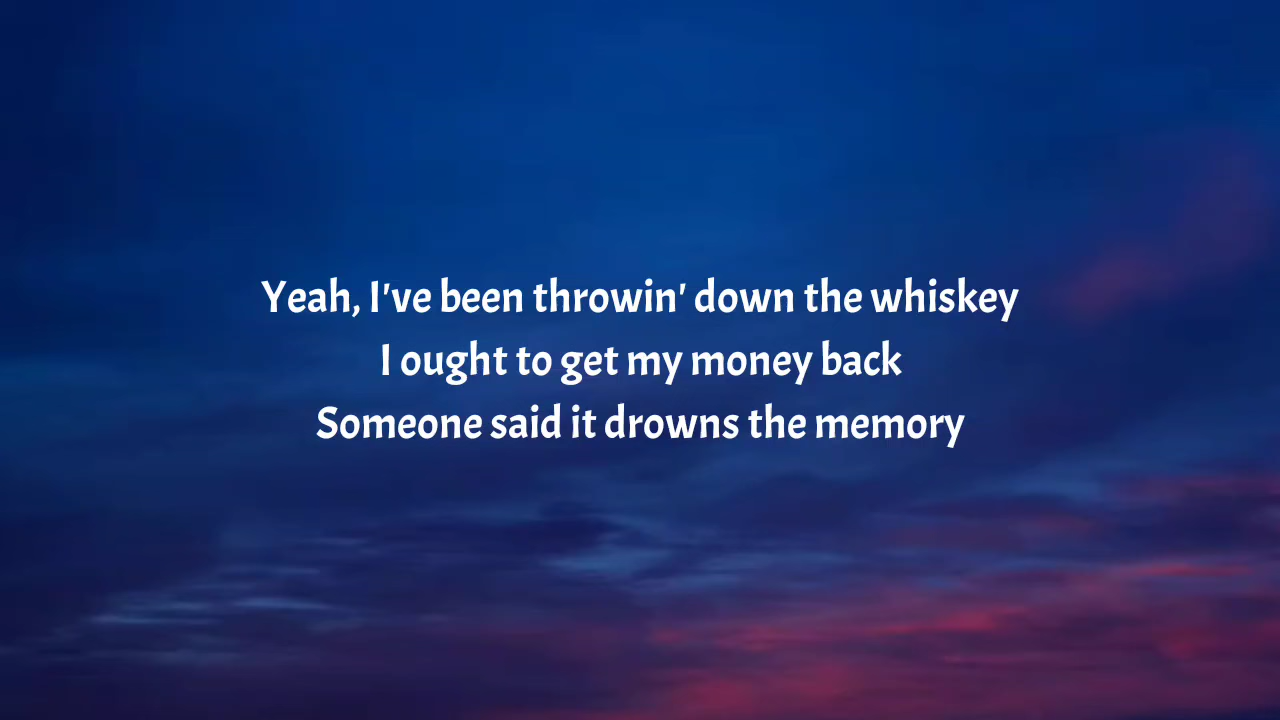 Yeah, I've been throwin' down the whiskey
I ought to get my money back
Someone said it drowns the memory